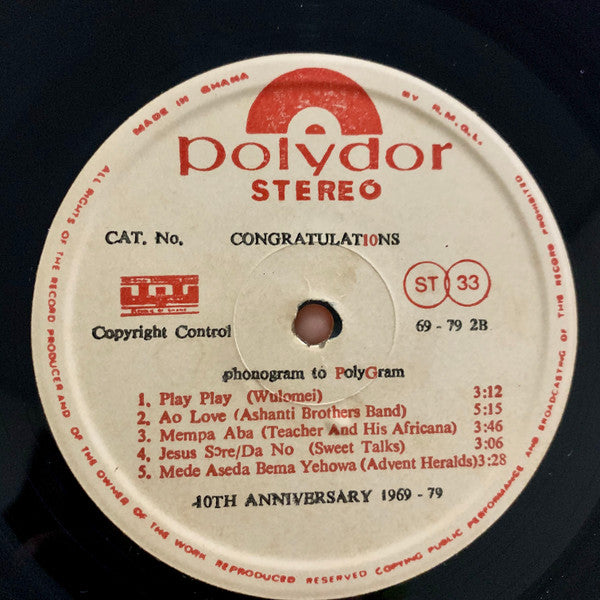 MADE IN GHANA
BY R.M.G.L.
polydor
STEREO
CAT. No. CONGRATULAT10NS
ST 33
Copyright Control
69 - 79 2B
phonogram to PolyGram
1. Play Play (Wulomei) 3:12
2. Ao Love (Ashanti Brothers Band) 5:15
3. Mempa Aba (Teacher And His Africana) 3:46
4. Jesus Sɔre/Da No (Sweet Talks) 3:06
5. Mede Aseda Bema Yehowa (Advent Heralds) 3:28
10TH ANNIVERSARY 1969 - 79
ALL RIGHTS OF THE RECORD PRODUCER AND OF THE OWNER OF THE WORK REPRODUCED RESERVED COPYING PUBLIC PERFORMANCE AND BROADCASTING OF THIS RECORD PROHIBITED